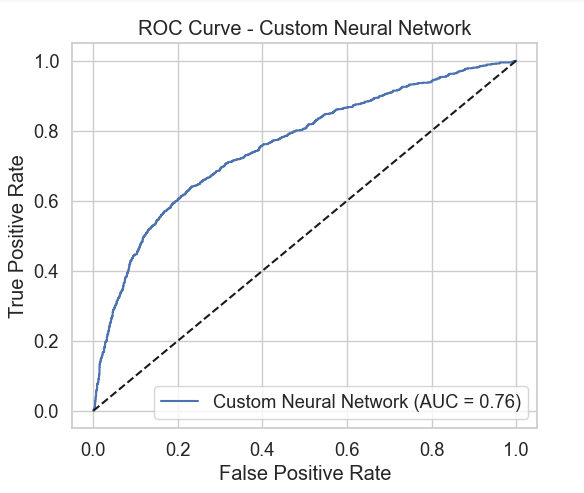 ROC Curve - Custom Neural Network
1.0
0.8
0.6
0.4
0.2
0.0
True Positive Rate
Custom Neural Network (AUC = 0.76)
0.0 0.2 0.4 0.6 0.8 1.0
False Positive Rate